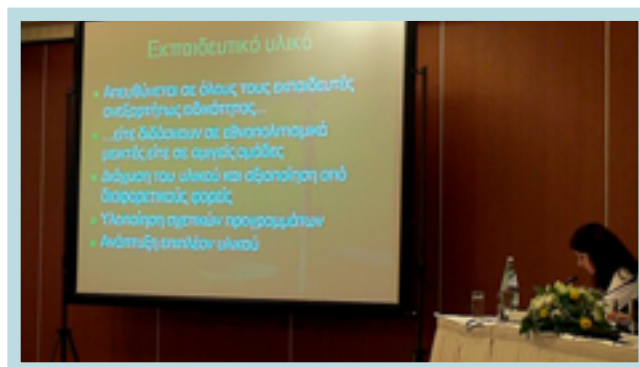 Εκπαιδευτικό υλικό
Απευθύνεται σε όλους τους εκπαιδευτές
ανεξαρτήτως ειδικότητας...
...είτε διδάσκουν σε εθνοπολιτισμικά
μεικτές είτε σε αμιγείς ομάδες
Διάχυση του υλικού και αξιοποίηση από
διαφορετικούς φορείς
Υλοποίηση σχετικών προγραμμάτων
Ανάπτυξη επιπλέον υλικού